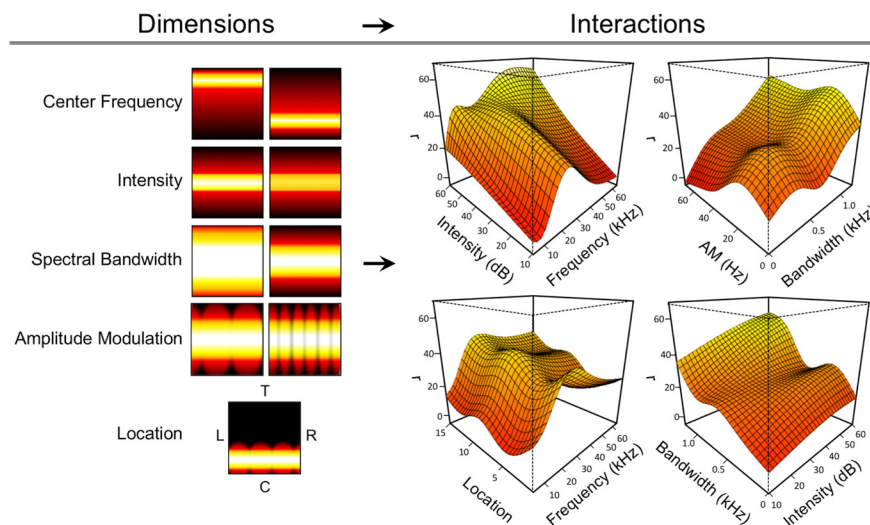 Dimensions → Interactions
Center Frequency
Intensity
Spectral Bandwidth
Amplitude Modulation
T
Location
L
R
C
60
40
20
0
r
60
50
40
30
20
10
Intensity (dB)
10
20
30
40
50
60
Frequency (kHz)
60
40
20
0
r
60
40
20
0
AM (Hz)
0
0.5
1.0
Bandwidth (kHz)
60
40
20
0
r
15
10
5
Location
10
20
30
40
50
60
Frequency (kHz)
60
40
20
0
r
1.0
0.5
0
Bandwidth (kHz)
10
20
30
40
50
60
Intensity (dB)